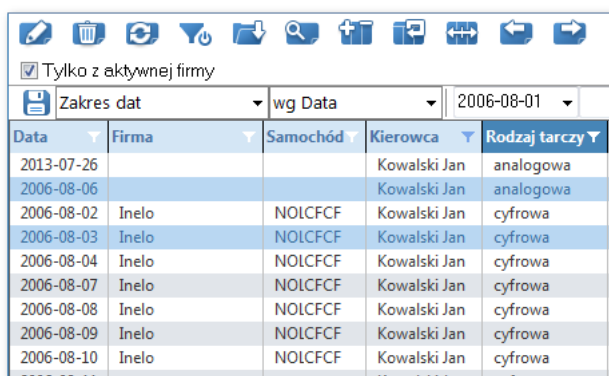 Tylko z aktywnej firmy
Zakres dat wg Data 2006-08-01
Data Firma Samochód Kierowca Rodzaj tarczy
2013-07-26 Kowalski Jan analogowa
2006-08-06 Kowalski Jan analogowa
2006-08-02 Inelo NOLCFCF Kowalski Jan cyfrowa
2006-08-03 Inelo NOLCFCF Kowalski Jan cyfrowa
2006-08-04 Inelo NOLCFCF Kowalski Jan cyfrowa
2006-08-07 Inelo NOLCFCF Kowalski Jan cyfrowa
2006-08-08 Inelo NOLCFCF Kowalski Jan cyfrowa
2006-08-09 Inelo NOLCFCF Kowalski Jan cyfrowa
2006-08-10 Inelo NOLCFCF Kowalski Jan cyfrowa